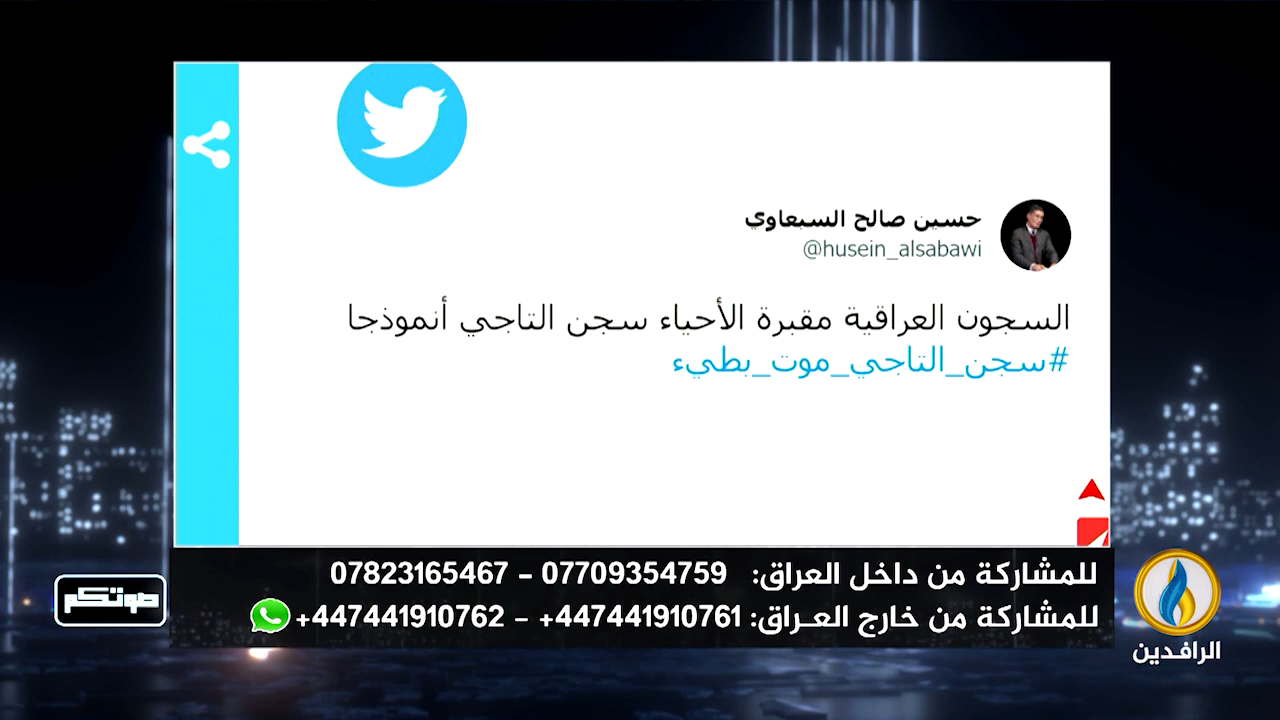 حسين صالح السبعاوي
@husein_alsabawi
السجون العراقية مقبرة الأحياء سجن التاجي أنموذجا
#سجن_التاجي_موت_بطيء
للمشاركة من داخل العراق: 07709354759 - 07823165467
للمشاركة من خارج العـراق: 447441910761+ - 447441910762+
صوتكم
الرافدين